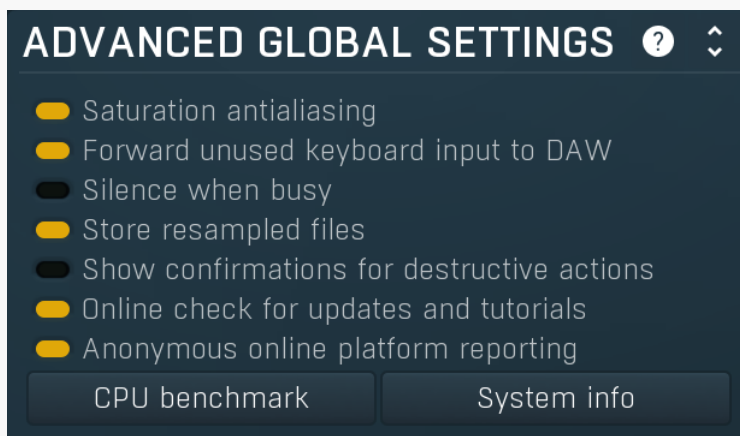 ADVANCED GLOBAL SETTINGS ?
Saturation antialiasing
Forward unused keyboard input to DAW
Silence when busy
Store resampled files
Show confirmations for destructive actions
Online check for updates and tutorials
Anonymous online platform reporting
CPU benchmark System info